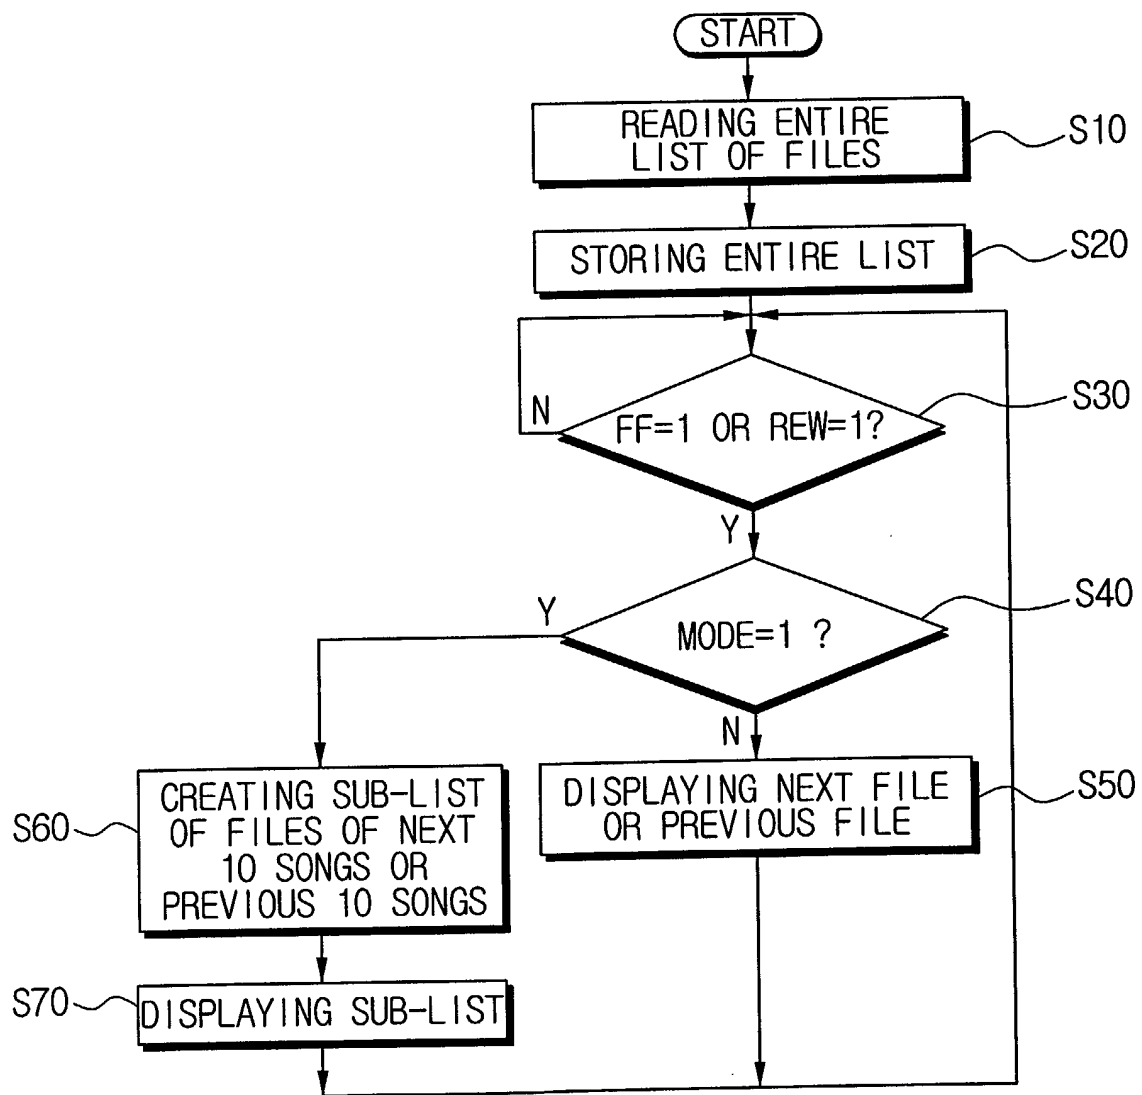 START
READING ENTIRE
LIST OF FILES
S10
STORING ENTIRE LIST
S20
N
FF=1 OR REW=1?
S30
Y
Y
MODE=1 ?
S40
N
CREATING SUB-LIST
OF FILES OF NEXT
10 SONGS OR
PREVIOUS 10 SONGS
S60
DISPLAYING NEXT FILE
OR PREVIOUS FILE
S50
S70
DISPLAYING SUB-LIST